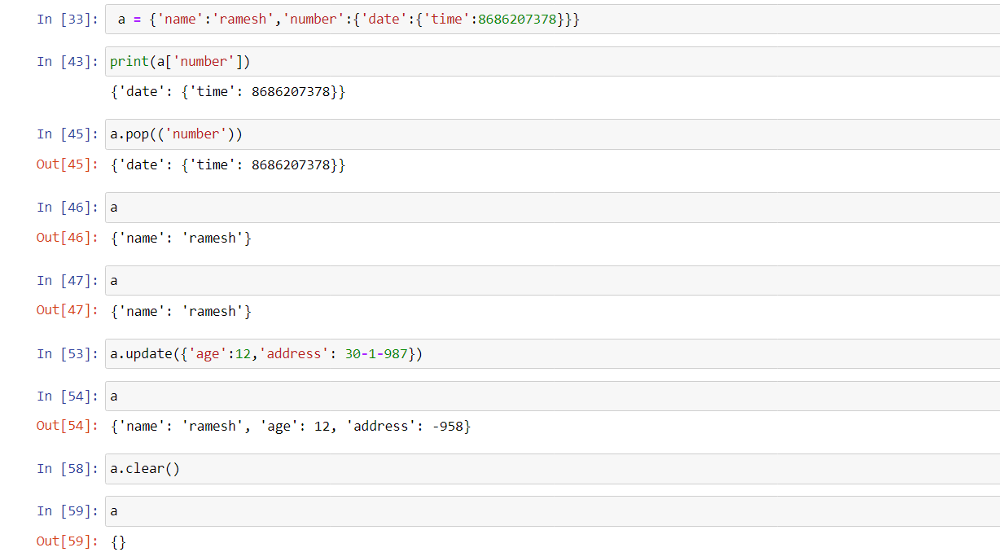 In [33]: a = {'name':'ramesh','number':{'date':{'time':8686207378}}}
In [43]: print(a['number'])
{'date': {'time': 8686207378}}
In [45]: a.pop(('number'))
Out[45]: {'date': {'time': 8686207378}}
In [46]: a
Out[46]: {'name': 'ramesh'}
In [47]: a
Out[47]: {'name': 'ramesh'}
In [53]: a.update({'age':12,'address': 30-1-987})
In [54]: a
Out[54]: {'name': 'ramesh', 'age': 12, 'address': -958}
In [58]: a.clear()
In [59]: a
Out[59]: {}